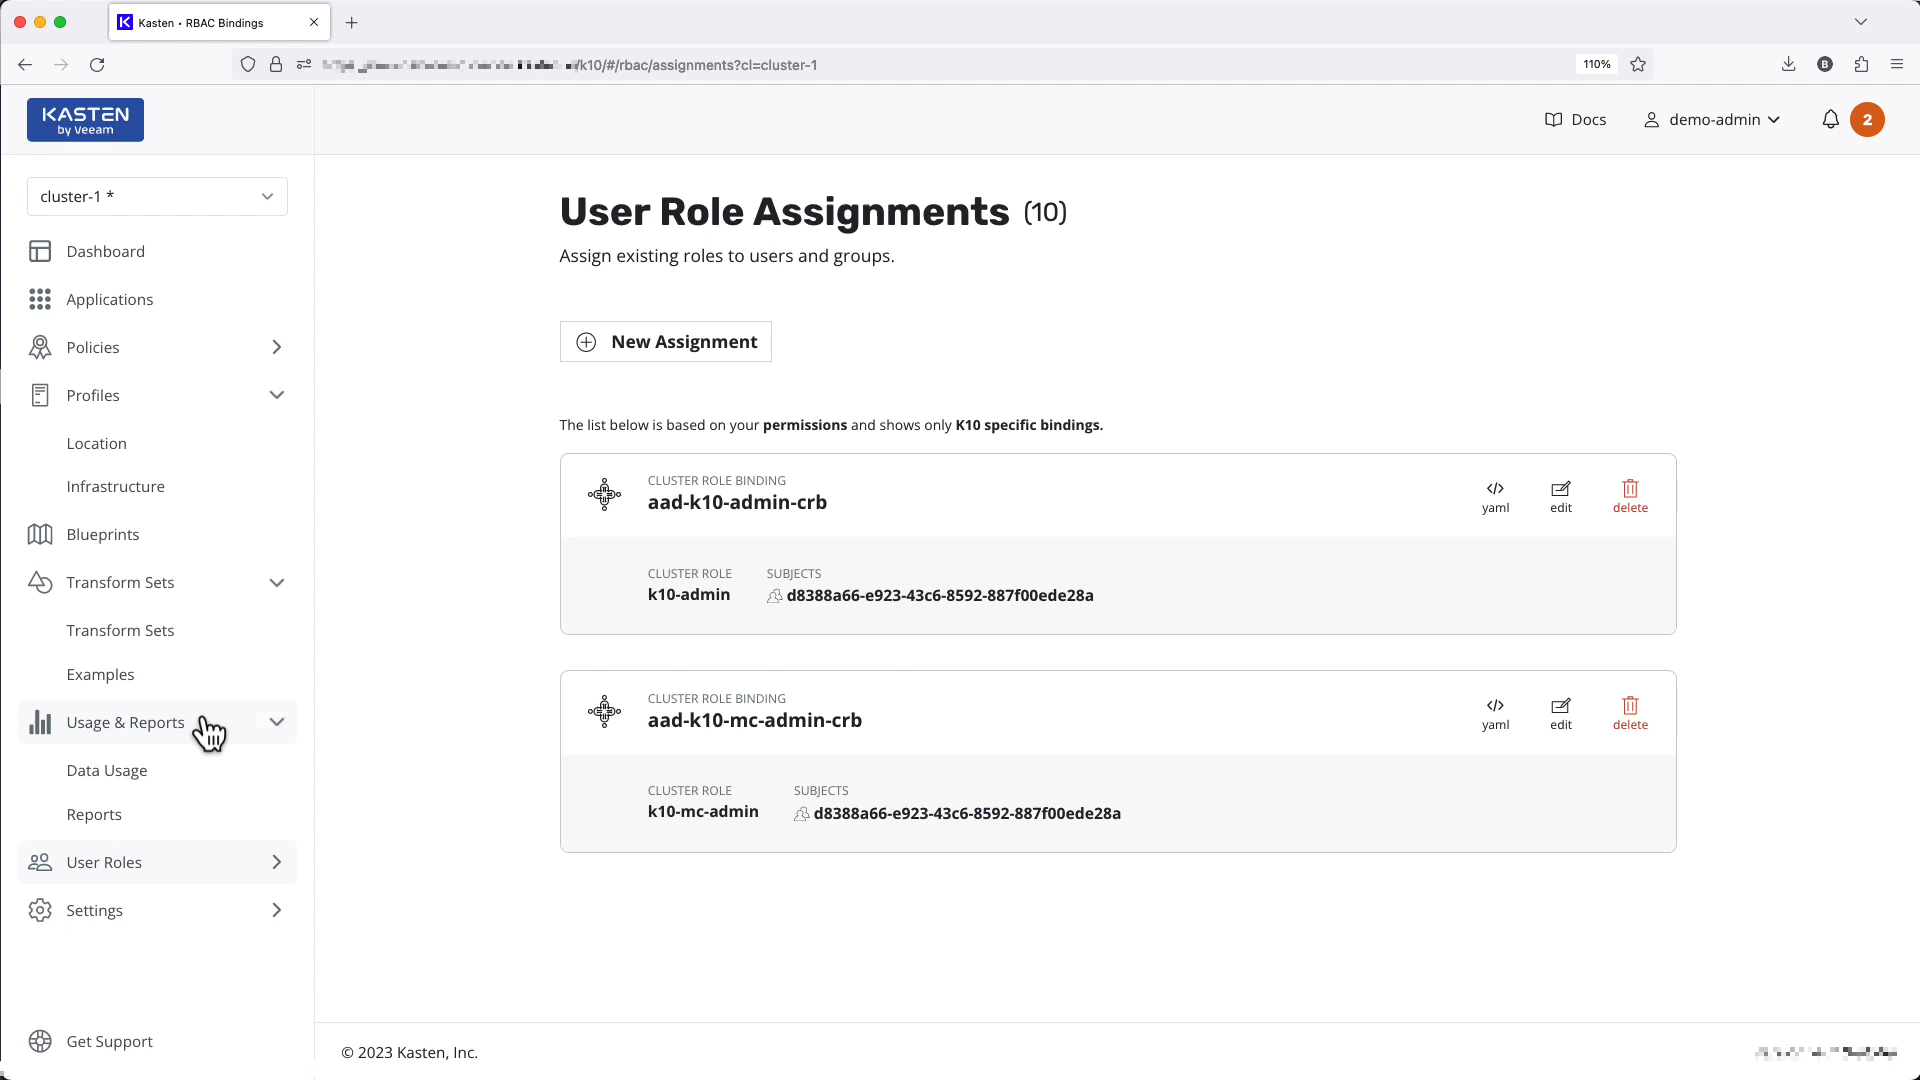 Kasten • RBAC Bindings
/k10/#/rbac/assignments?cl=cluster-1
110%
B
KASTEN
by Veeam
Docs
demo-admin
2
cluster-1 *
Dashboard
Applications
Policies
Profiles
Location
Infrastructure
Blueprints
Transform Sets
Transform Sets
Examples
Usage & Reports
Data Usage
Reports
User Roles
Settings
Get Support
User Role Assignments (10)
Assign existing roles to users and groups.
New Assignment
The list below is based on your permissions and shows only K10 specific bindings.
CLUSTER ROLE BINDING
aad-k10-admin-crb
yaml
edit
delete
CLUSTER ROLE
k10-admin
SUBJECTS
d8388a66-e923-43c6-8592-887f00ede28a
CLUSTER ROLE BINDING
aad-k10-mc-admin-crb
yaml
edit
delete
CLUSTER ROLE
k10-mc-admin
SUBJECTS
d8388a66-e923-43c6-8592-887f00ede28a
© 2023 Kasten, Inc.